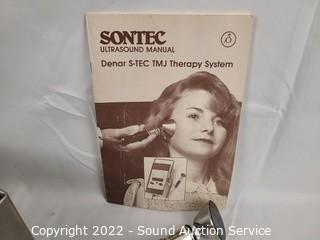 SONTEC
ULTRASOUND MANUAL
Denar S-TEC TMJ Therapy System
Copyright 2022 - Sound Auction Service